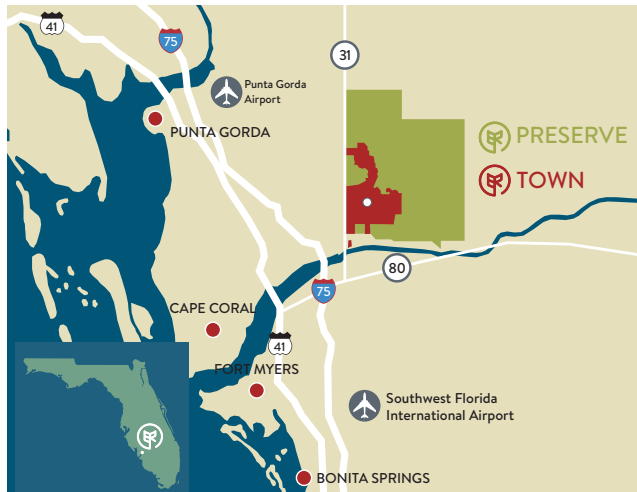 41
75
31
Punta Gorda
Airport
PUNTA GORDA
PRESERVE
TOWN
80
75
CAPE CORAL
41
FORT MYERS
Southwest Florida
International Airport
BONITA SPRINGS